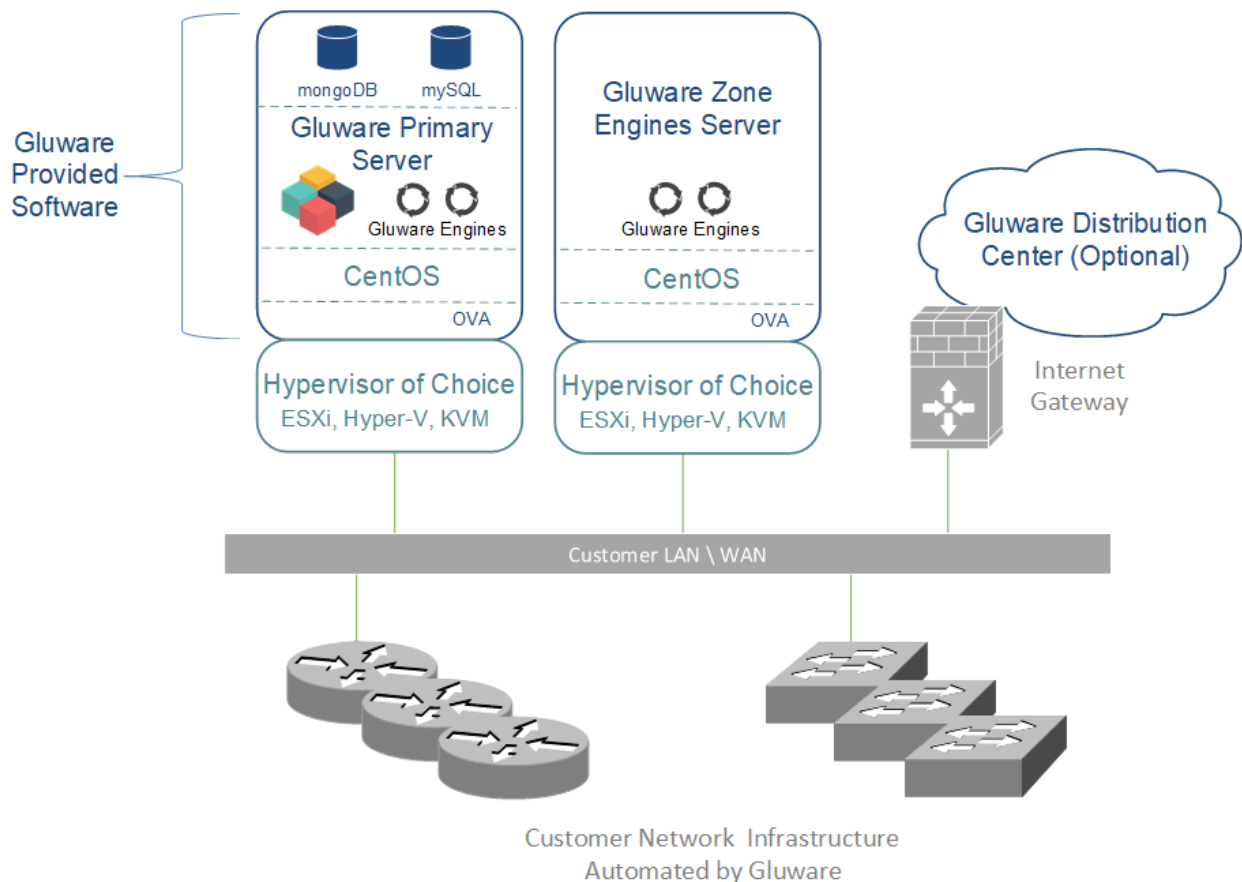 Gluware
Provided
Software
mongoDB
mySQL
Gluware Primary
Server
Gluware Engines
CentOS
OVA
Hypervisor of Choice
ESXi, Hyper-V, KVM
Gluware Zone
Engines Server
Gluware Engines
CentOS
OVA
Hypervisor of Choice
ESXi, Hyper-V, KVM
Gluware Distribution
Center (Optional)
Internet
Gateway
Customer LAN \ WAN
Customer Network Infrastructure
Automated by Gluware